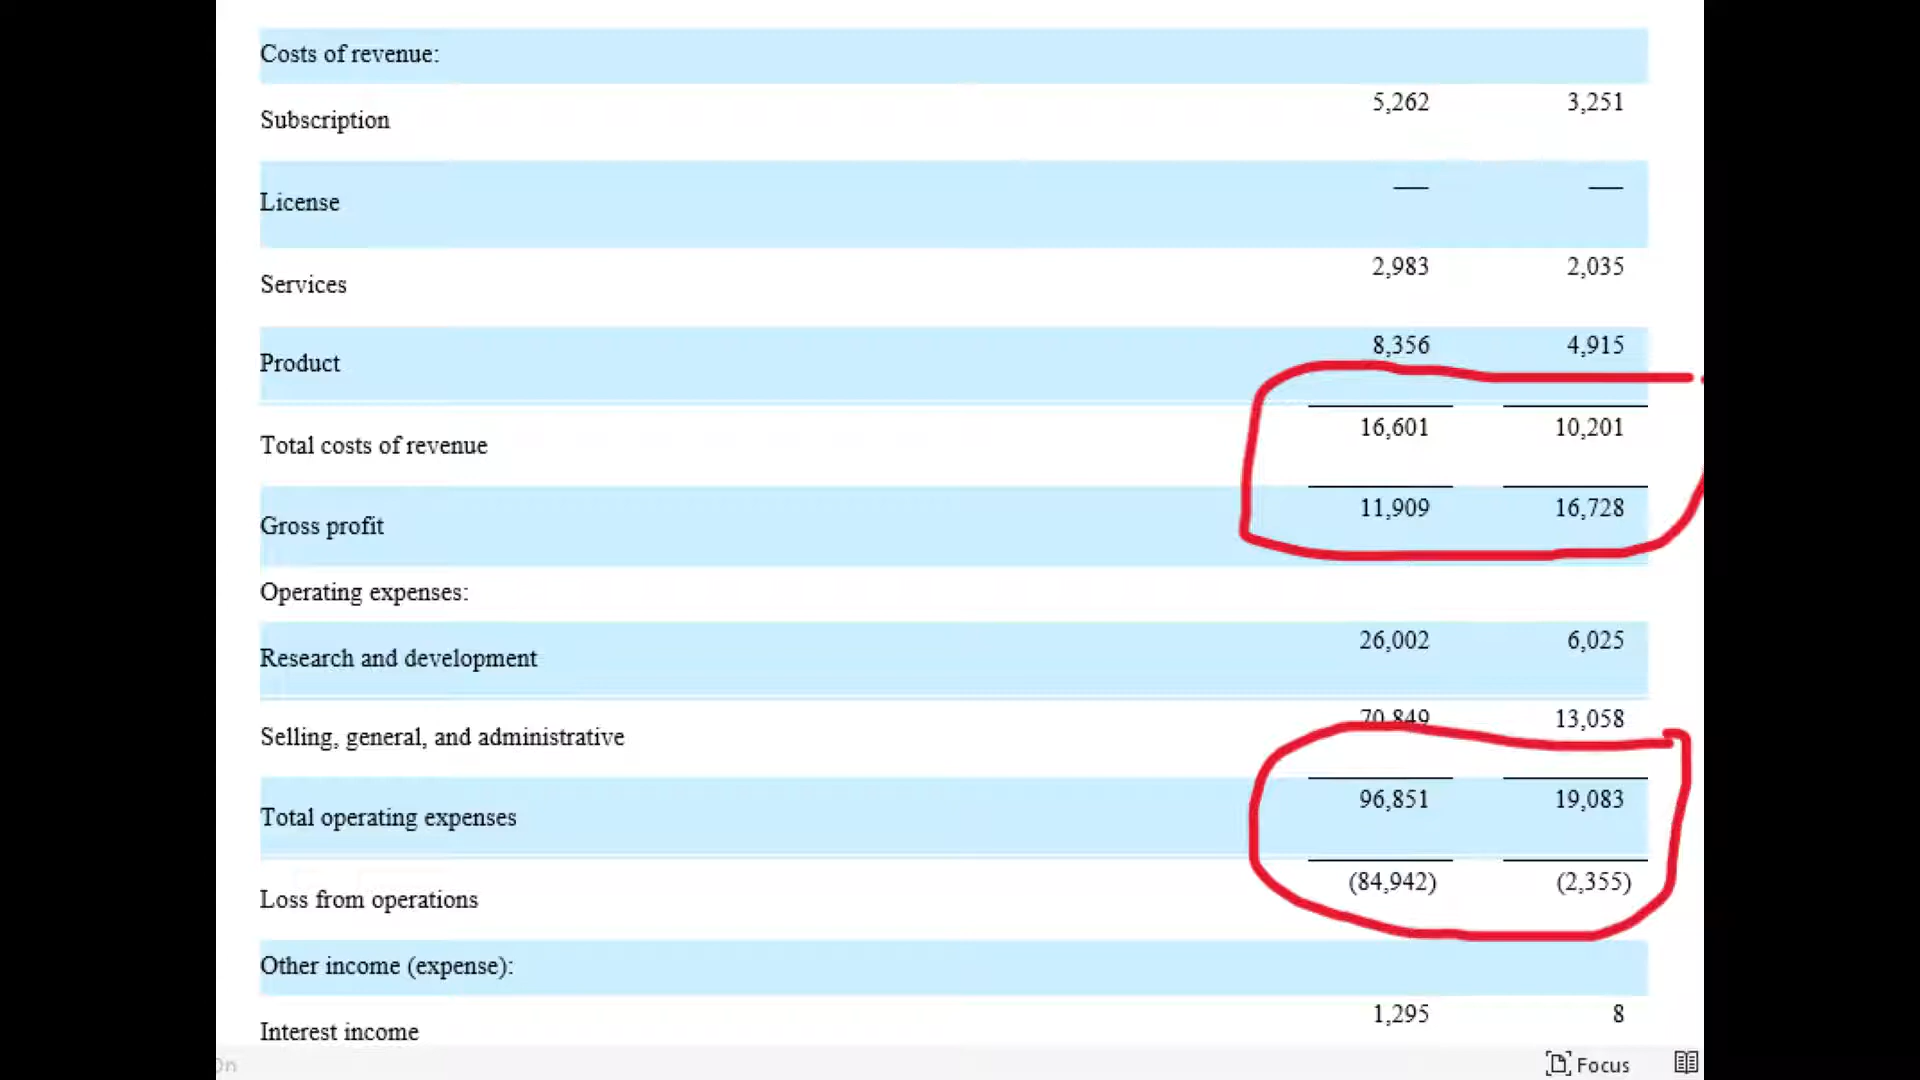 Costs of revenue:
Subscription 5,262 3,251
License — —
Services 2,983 2,035
Product 8,356 4,915
Total costs of revenue 16,601 10,201
Gross profit 11,909 16,728
Operating expenses:
Research and development 26,002 6,025
Selling, general, and administrative 70,849 13,058
Total operating expenses 96,851 19,083
Loss from operations (84,942) (2,355)
Other income (expense):
Interest income 1,295 8
On Focus